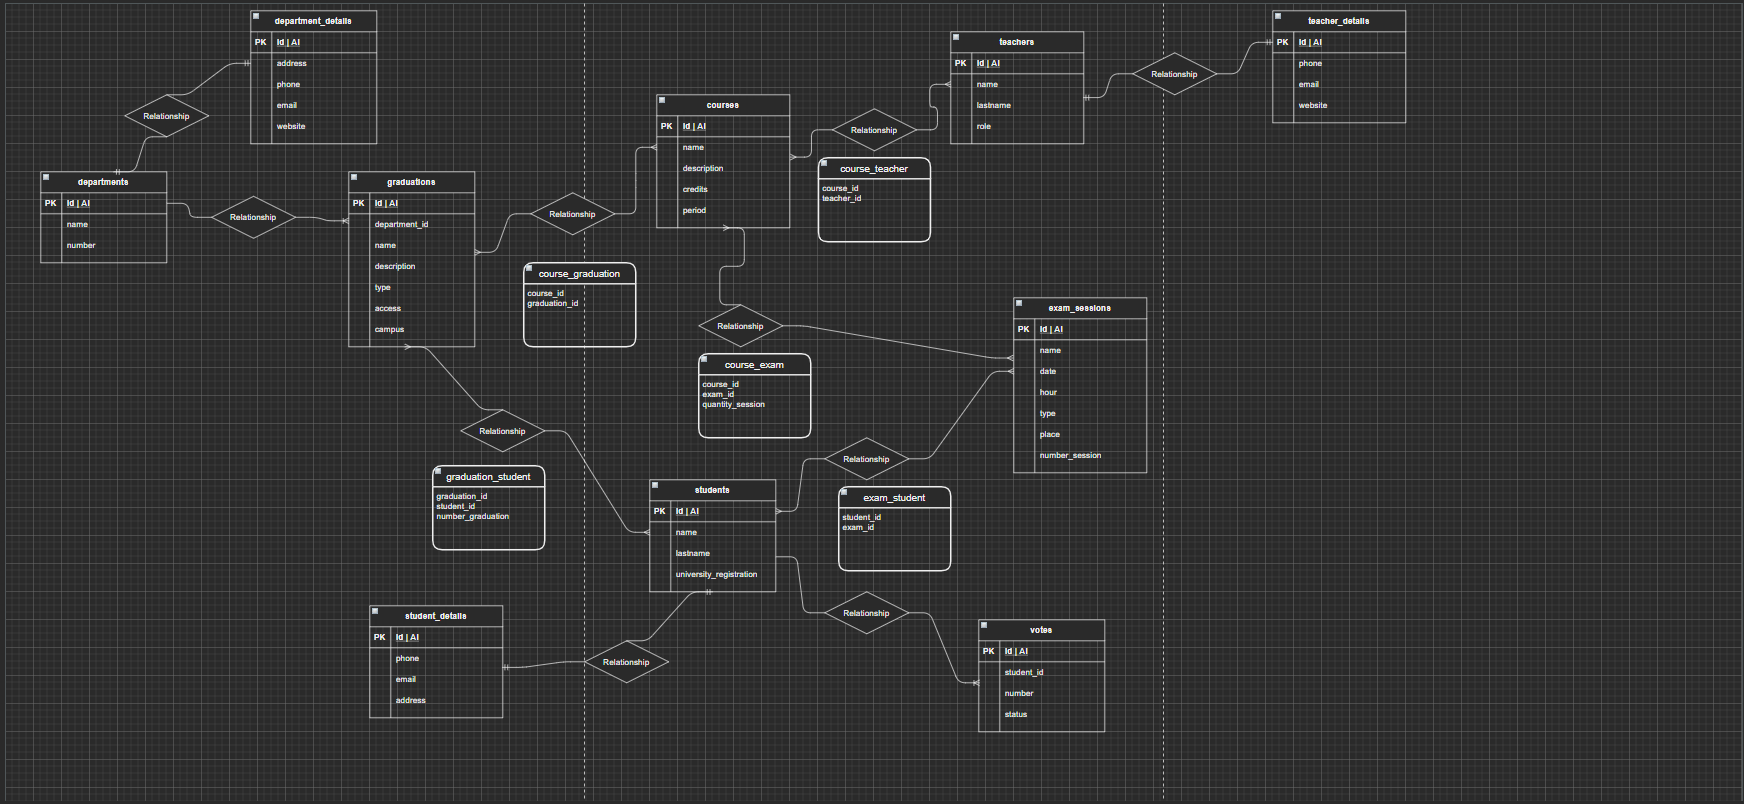 department_details
PK Id | AI
address
phone
email
website
Relationship
departments
PK Id | AI
name
number
Relationship
graduations
PK Id | AI
department_id
name
description
type
access
campus
Relationship
course_graduation
course_id
graduation_id
courses
PK Id | AI
name
description
credits
period
Relationship
course_teacher
course_id
teacher_id
teachers
PK Id | AI
name
lastname
role
Relationship
teacher_details
PK Id | AI
phone
email
website
Relationship
course_exam
course_id
exam_id
quantity_session
exam_sessions
PK Id | AI
name
date
hour
type
place
number_session
Relationship
graduation_student
graduation_id
student_id
number_graduation
students
PK Id | AI
name
lastname
university_registration
Relationship
exam_student
student_id
exam_id
student_details
PK Id | AI
phone
email
address
Relationship
Relationship
votes
PK Id | AI
student_id
number
status